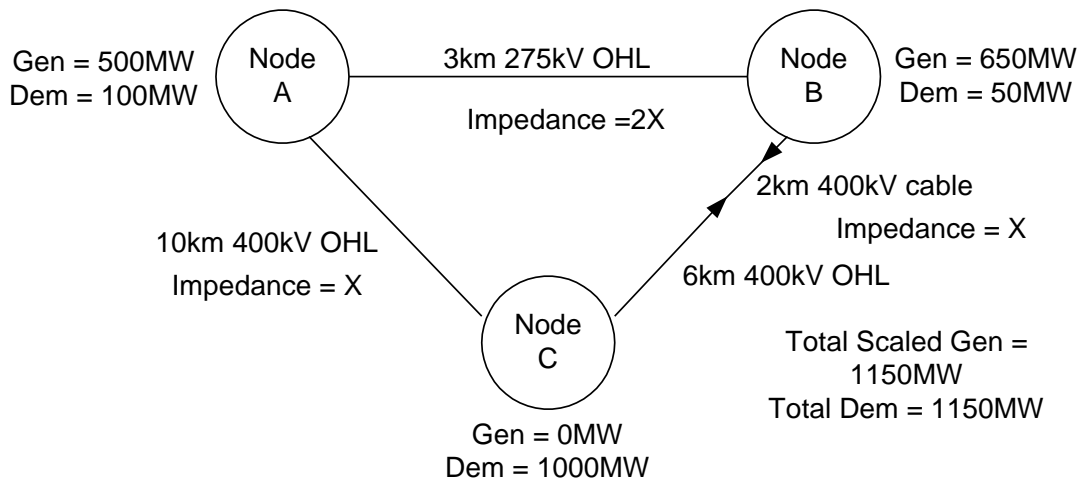 Node
A
Gen = 500MW
Dem = 100MW
3km 275kV OHL
Impedance =2X
Node
B
Gen = 650MW
Dem = 50MW
2km 400kV cable
Impedance = X
10km 400kV OHL
Impedance = X
6km 400kV OHL
Node
C
Gen = 0MW
Dem = 1000MW
Total Scaled Gen =
1150MW
Total Dem = 1150MW